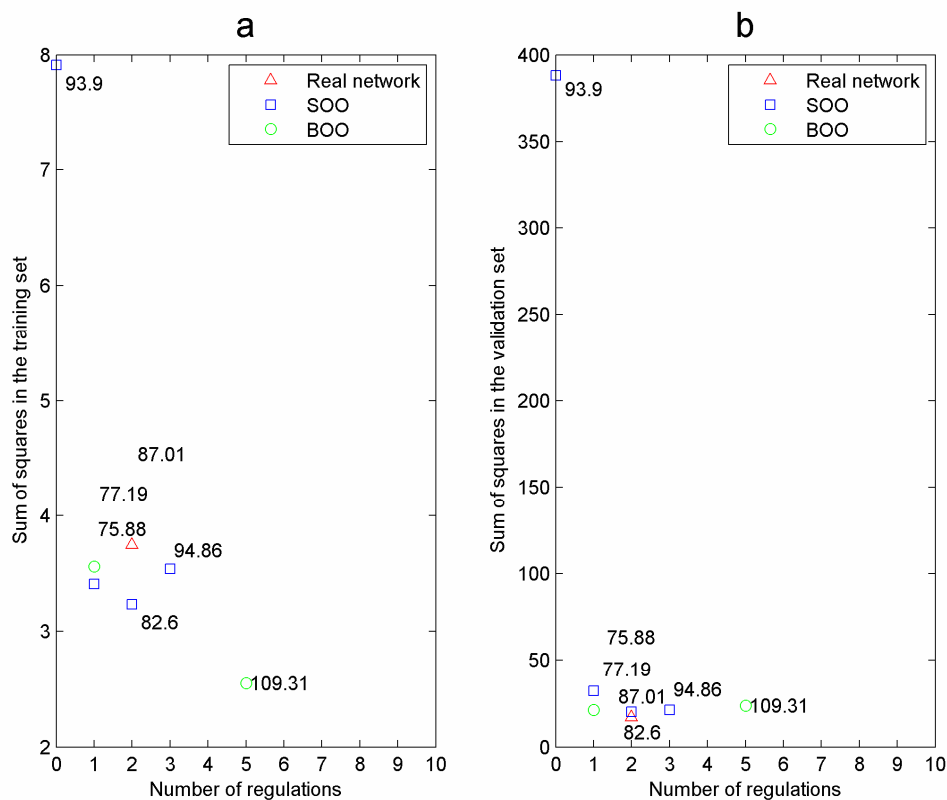 a
Sum of squares in the training set
8
7
6
5
4
3
2
93.9
Real network
SOO
BOO
87.01
77.19
75.88
94.86
82.6
109.31
0 1 2 3 4 5 6 7 8 9 10
Number of regulations
b
Sum of squares in the validation set
400
350
300
250
200
150
100
50
0
93.9
Real network
SOO
BOO
75.88
77.19
87.01 94.86
109.31
82.6
0 1 2 3 4 5 6 7 8 9 10
Number of regulations